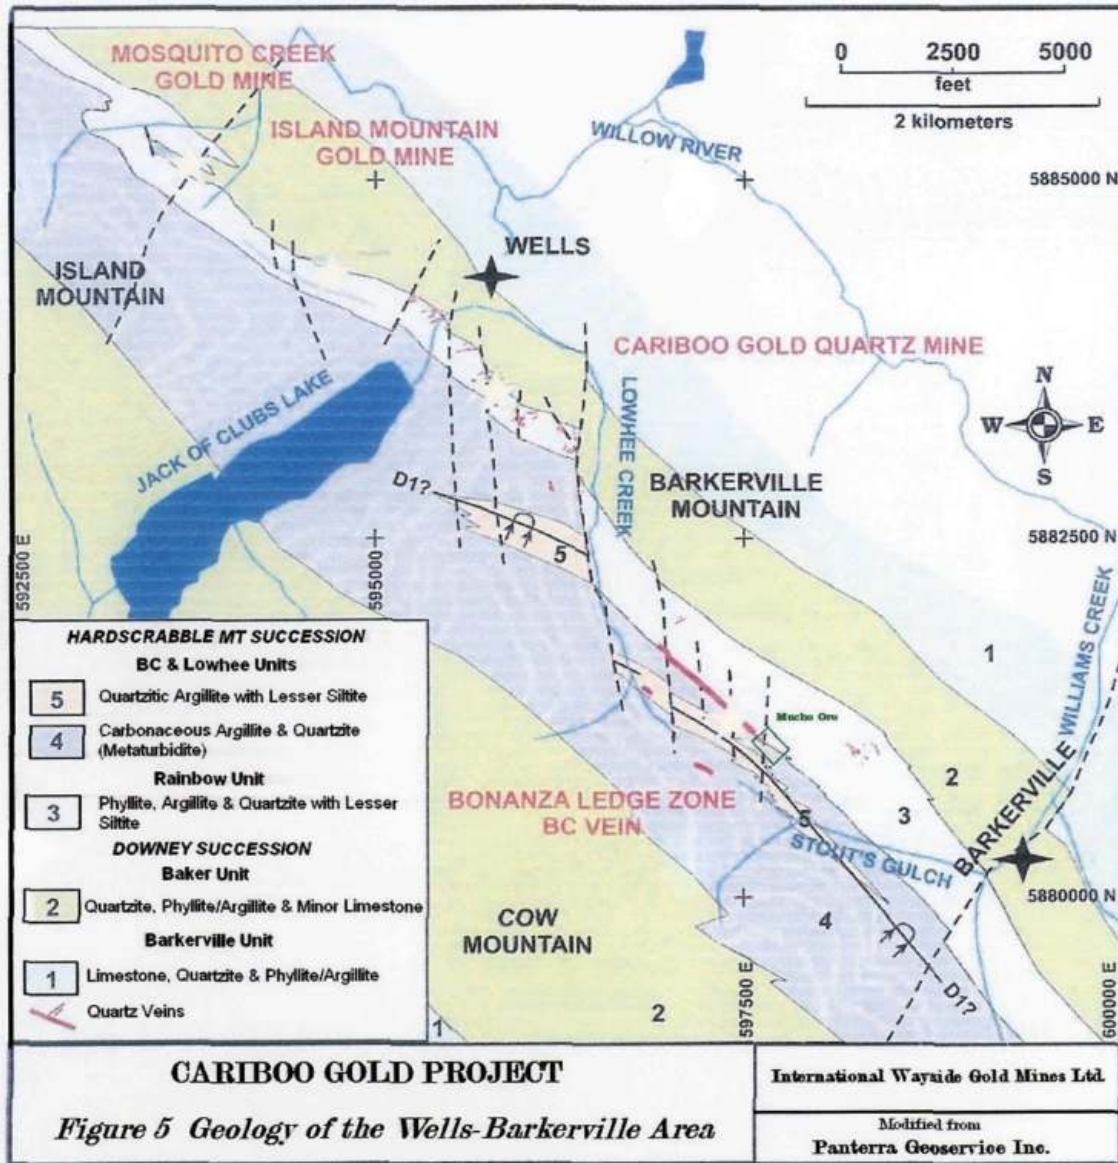 MOSQUITO CREEK
GOLD MINE
ISLAND MOUNTAIN
GOLD MINE
0 2500 5000
feet
2 kilometers
WILLOW RIVER
5885000 N
WELLS
ISLAND
MOUNTAIN
CARIBOO GOLD QUARTZ MINE
N
W E
S
JACK OF CLUBS LAKE
LOWHEE CREEK
BARKERVILLE
MOUNTAIN
D1?
5
5882500 N
592500 E
595000
HARDSCRABBLE MT SUCCESSION
BC & Lowhee Units
5 Quartzitic Argillite with Lesser Siltite
4 Carbonaceous Argillite & Quartzite
(Metaturbidite)
Rainbow Unit
3 Phyllite, Argillite & Quartzite with Lesser
Siltite
DOWNEY SUCCESSION
Baker Unit
2 Quartzite, Phyllite/Argillite & Minor Limestone
Barkerville Unit
1 Limestone, Quartzite & Phyllite/Argillite
Quartz Veins
1
WILLIAMS CREEK
Mucho Oro
2
BONANZA LEDGE ZONE
BC VEIN
5
3
BARKERVILLE
STOUT'S GULCH
5880000 N
COW
MOUNTAIN
4
D1?
597500 E
600000 E
2
1
CARIBOO GOLD PROJECT
Figure 5 Geology of the Wells-Barkerville Area
International Wayside Gold Mines Ltd.
Modified from
Panterra Geoservice Inc.